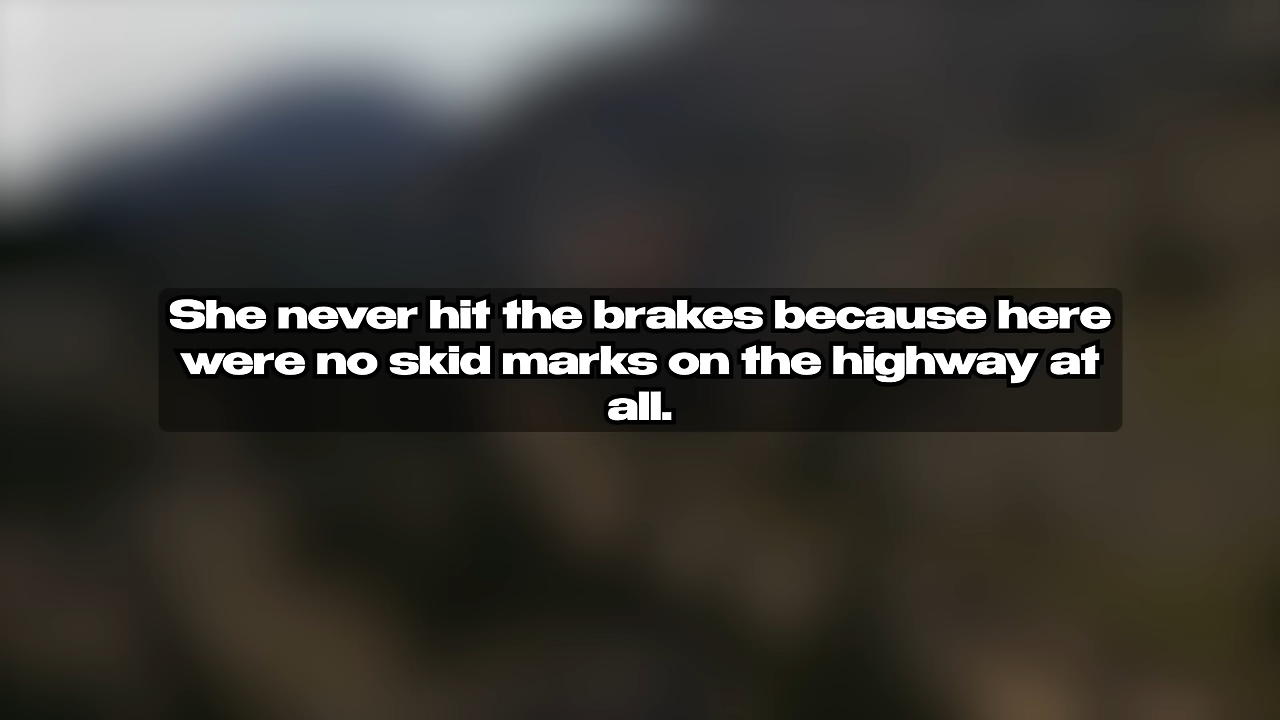 She never hit the brakes because here
were no skid marks on the highway at
all.